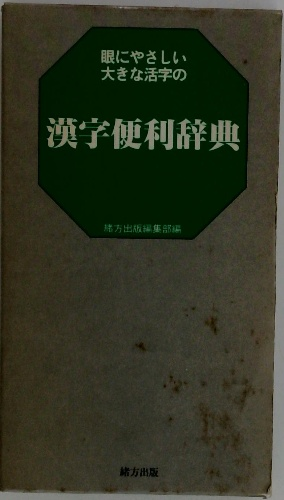 眼にやさしい
大きな活字の
漢字便利辞典
緒方出版編集部編
緒方出版